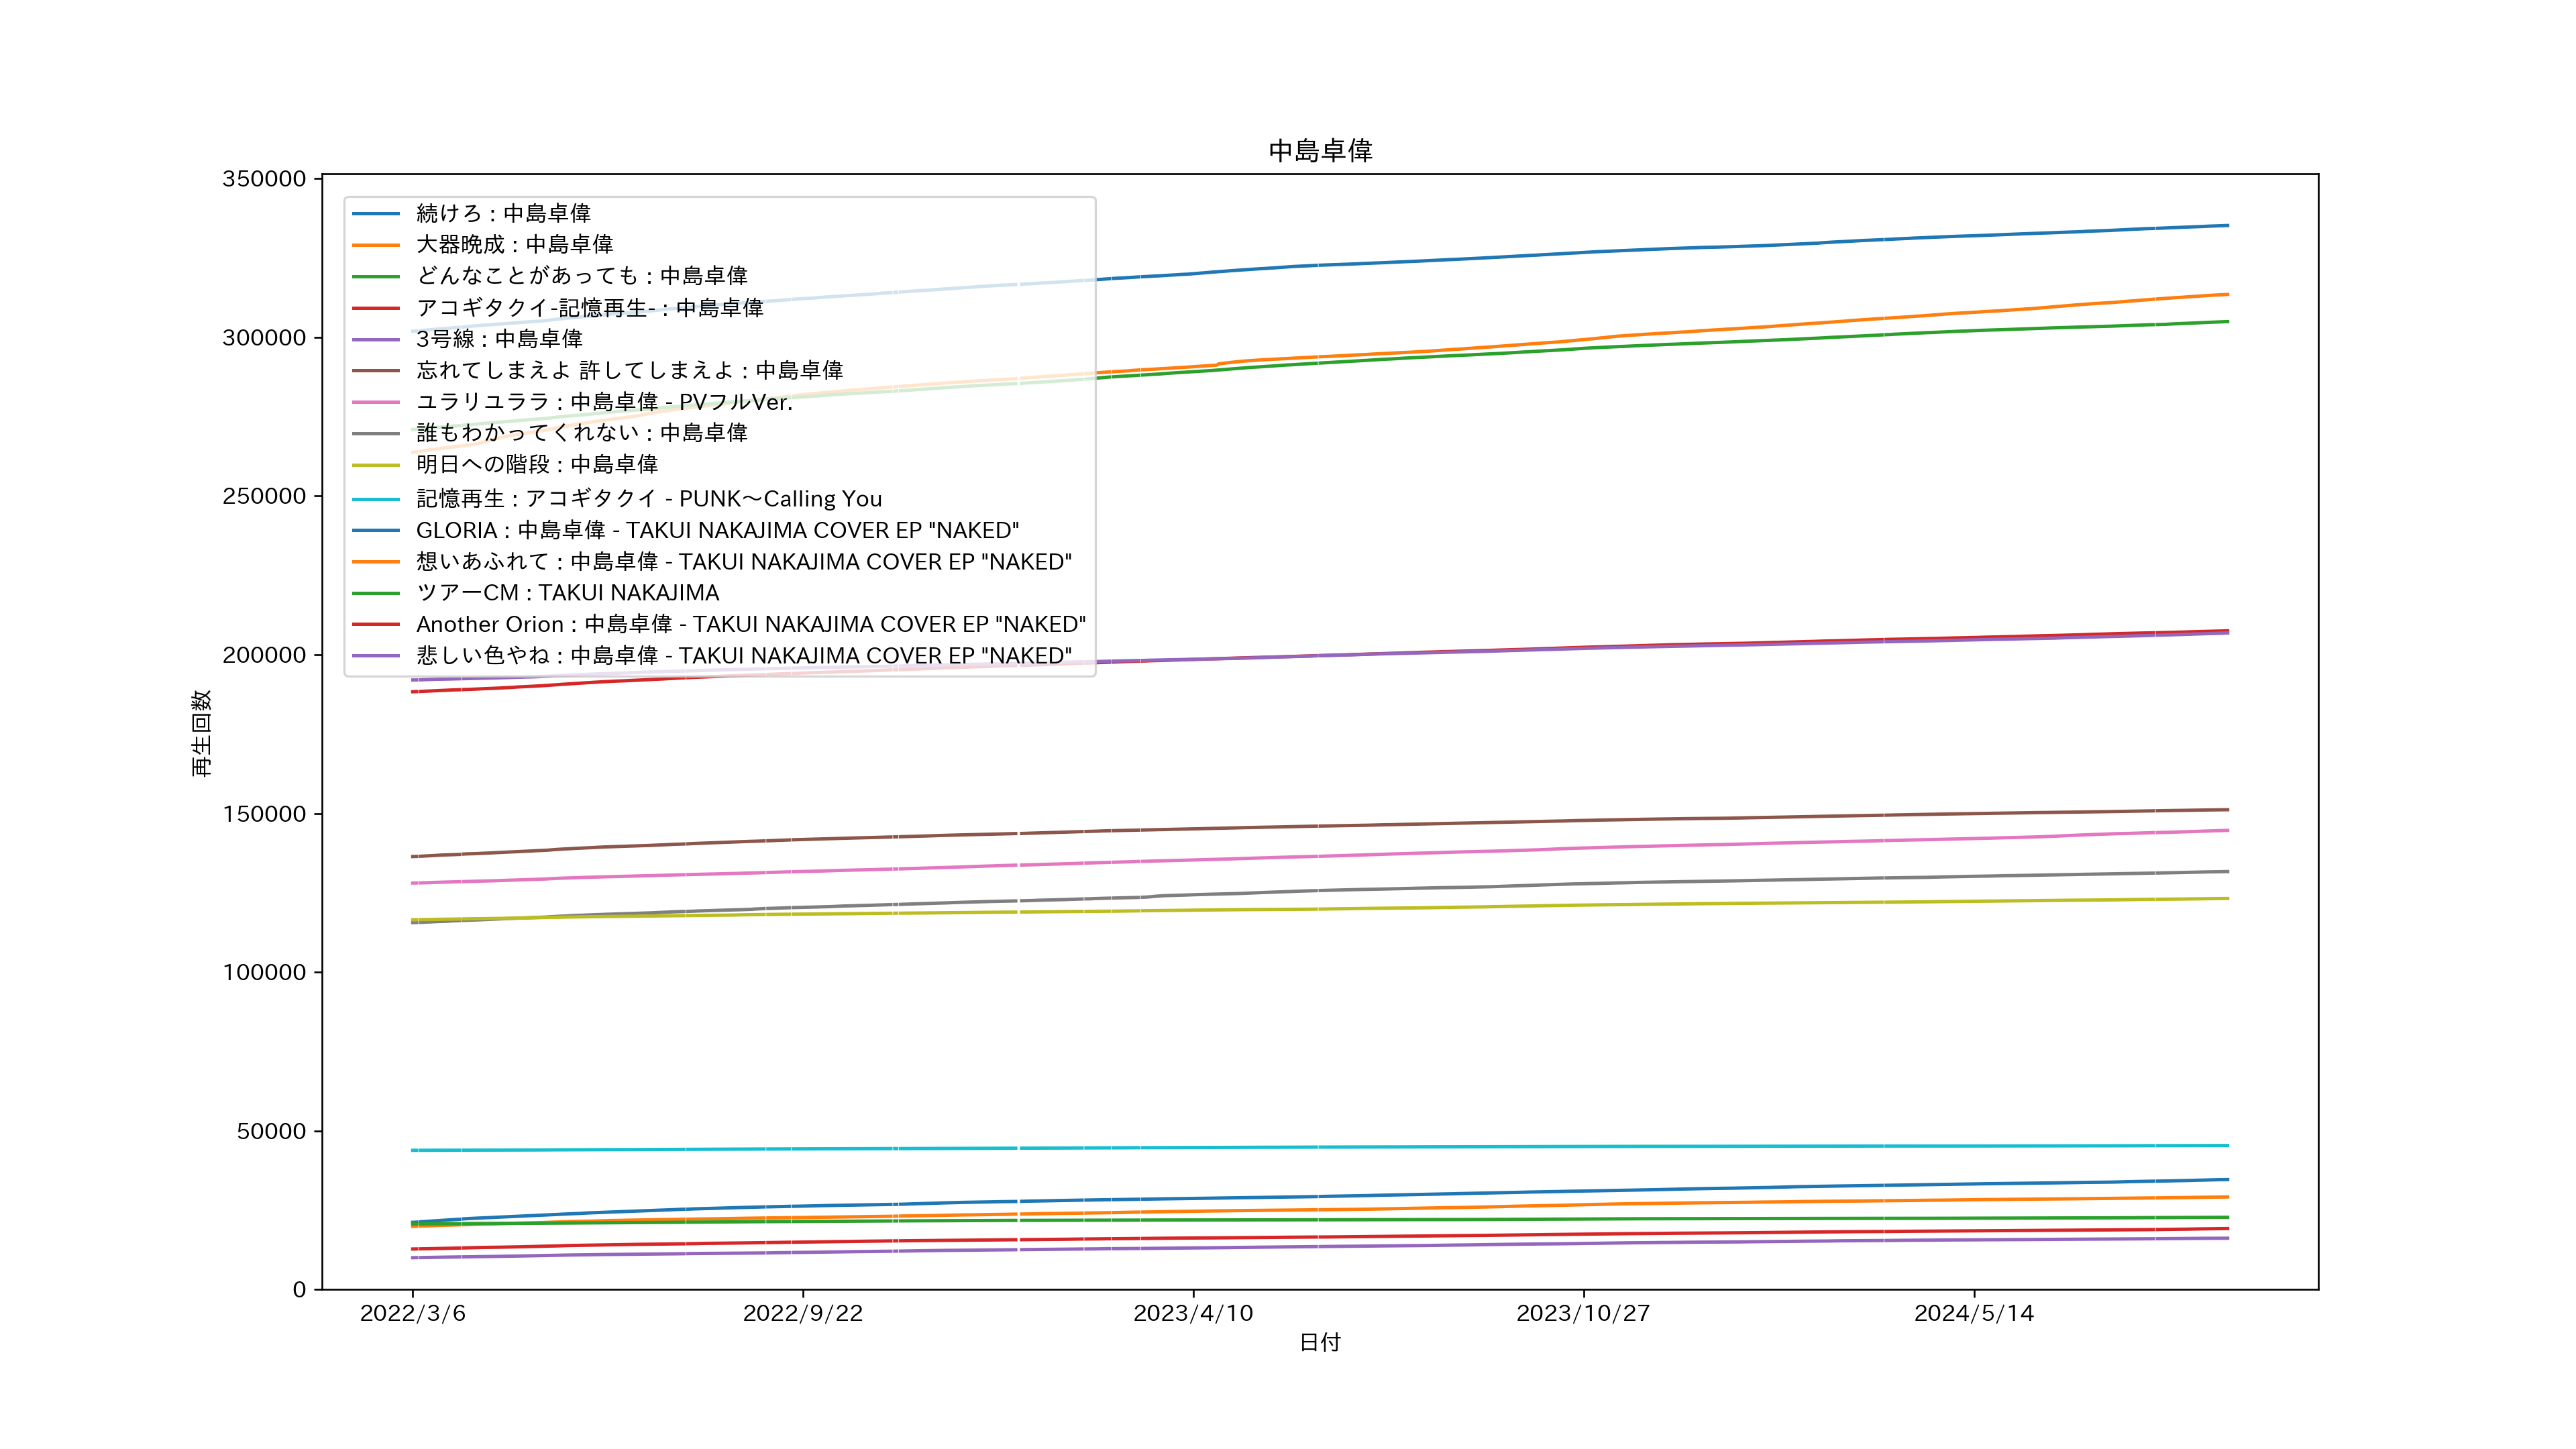 中島卓偉
350000
300000
250000
200000
150000
100000
50000
0
再生回数
続けろ : 中島卓偉
大器晩成 : 中島卓偉
どんなことがあっても : 中島卓偉
アコギタクイ-記憶再生- : 中島卓偉
3号線 : 中島卓偉
忘れてしまえよ 許してしまえよ : 中島卓偉
ユラリユララ : 中島卓偉 - PVフルVer.
誰もわかってくれない : 中島卓偉
明日への階段 : 中島卓偉
記憶再生 : アコギタクイ - PUNK〜Calling You
GLORIA : 中島卓偉 - TAKUI NAKAJIMA COVER EP "NAKED"
想いあふれて : 中島卓偉 - TAKUI NAKAJIMA COVER EP "NAKED"
ツアーCM : TAKUI NAKAJIMA
Another Orion : 中島卓偉 - TAKUI NAKAJIMA COVER EP "NAKED"
悲しい色やね : 中島卓偉 - TAKUI NAKAJIMA COVER EP "NAKED"
2022/3/6 2022/9/22 2023/4/10 2023/10/27 2024/5/14
日付